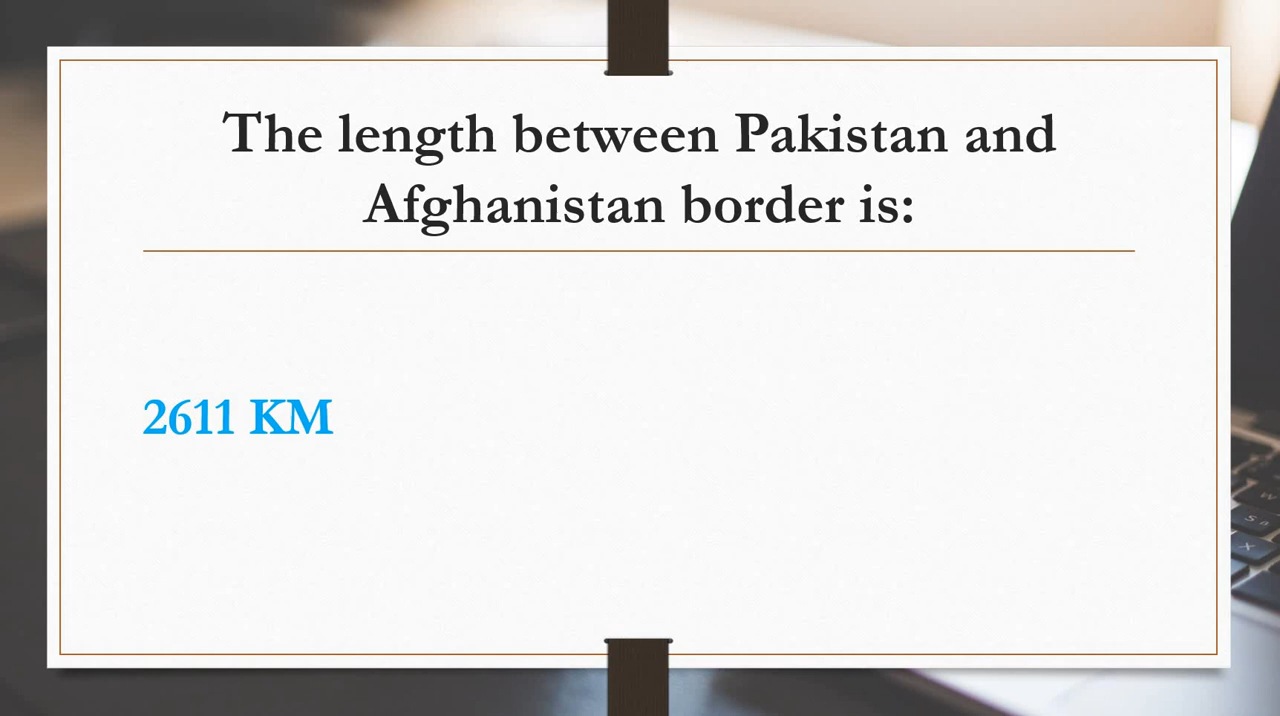 The length between Pakistan and
Afghanistan border is:
2611 KM